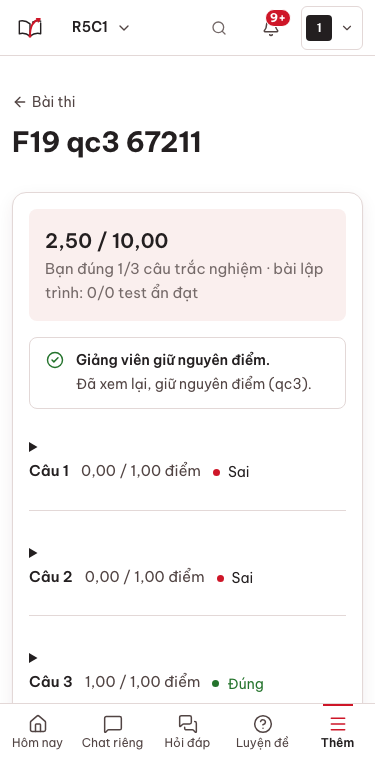 R5C1
9+
1
Bài thi
F19 qc3 67211
2,50 / 10,00
Bạn đúng 1/3 câu trắc nghiệm · bài lập
trình: 0/0 test ẩn đạt
Giảng viên giữ nguyên điểm.
Đã xem lại, giữ nguyên điểm (qc3).
Câu 1 0,00 / 1,00 điểm Sai
Câu 2 0,00 / 1,00 điểm Sai
Câu 3 1,00 / 1,00 điểm Đúng
Hôm nay Chat riêng Hỏi đáp Luyện đề Thêm